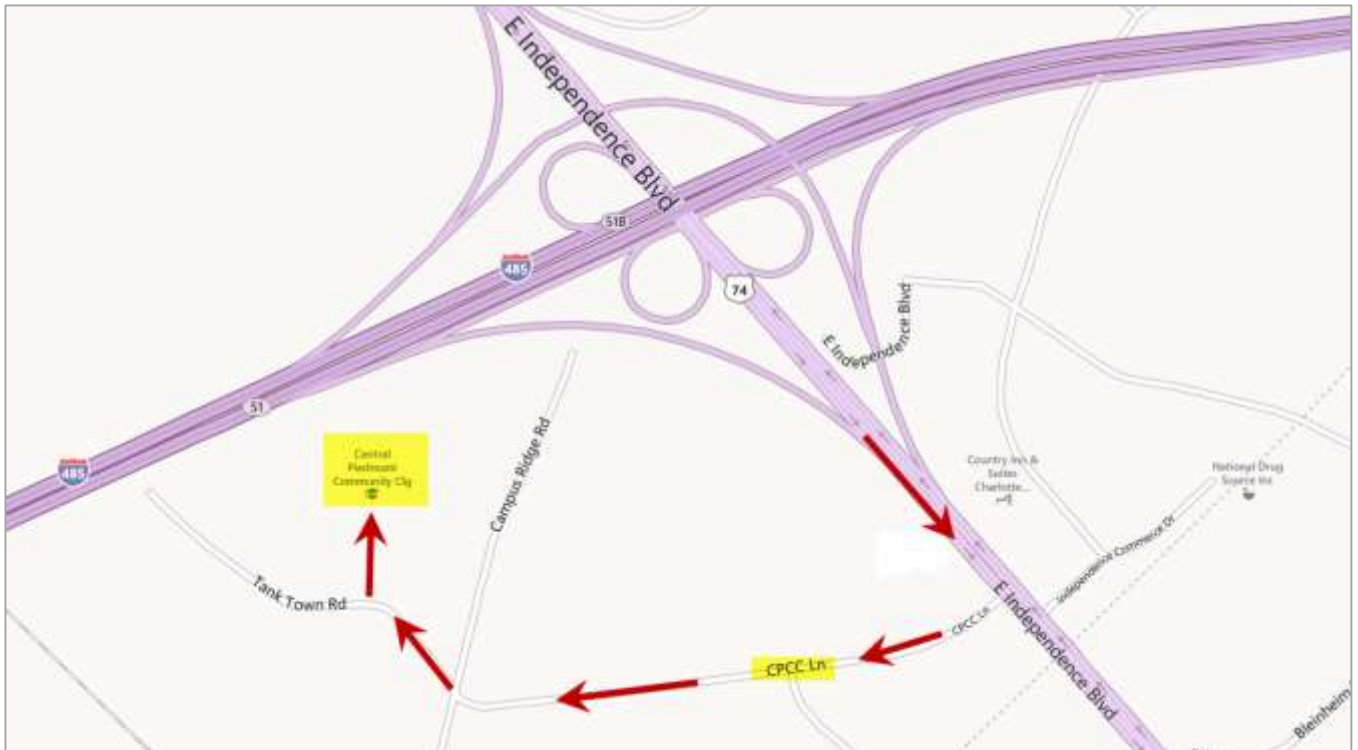 E Independence Blvd
51B
485
74
E Independence Blvd
51
485
Central
Piedmont
Community Clg
Campus Ridge Rd
Country Inn &
Suites
Charlotte...
National Drug
Source Inc
Tank Town Rd
Independence Commerce Dr
E Independence Blvd
CPCC Ln
CPCC Ln
Bleinheim